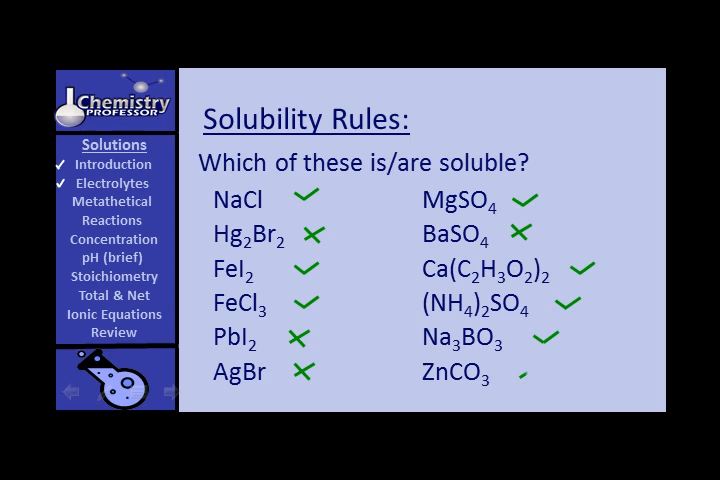 Chemistry
PROFESSOR
Solutions
✔ Introduction
✔ Electrolytes
Metathetical
Reactions
Concentration
pH (brief)
Stoichiometry
Total & Net
Ionic Equations
Review
Solubility Rules:
Which of these is/are soluble?
NaCl ✓
Hg₂Br₂ ✗
FeI₂ ✓
FeCl₃ ✓
PbI₂ ✗
AgBr ✗
MgSO₄ ✓
BaSO₄ ✗
Ca(C₂H₃O₂)₂ ✓
(NH₄)₂SO₄ ✓
Na₃BO₃ ✓
ZnCO₃